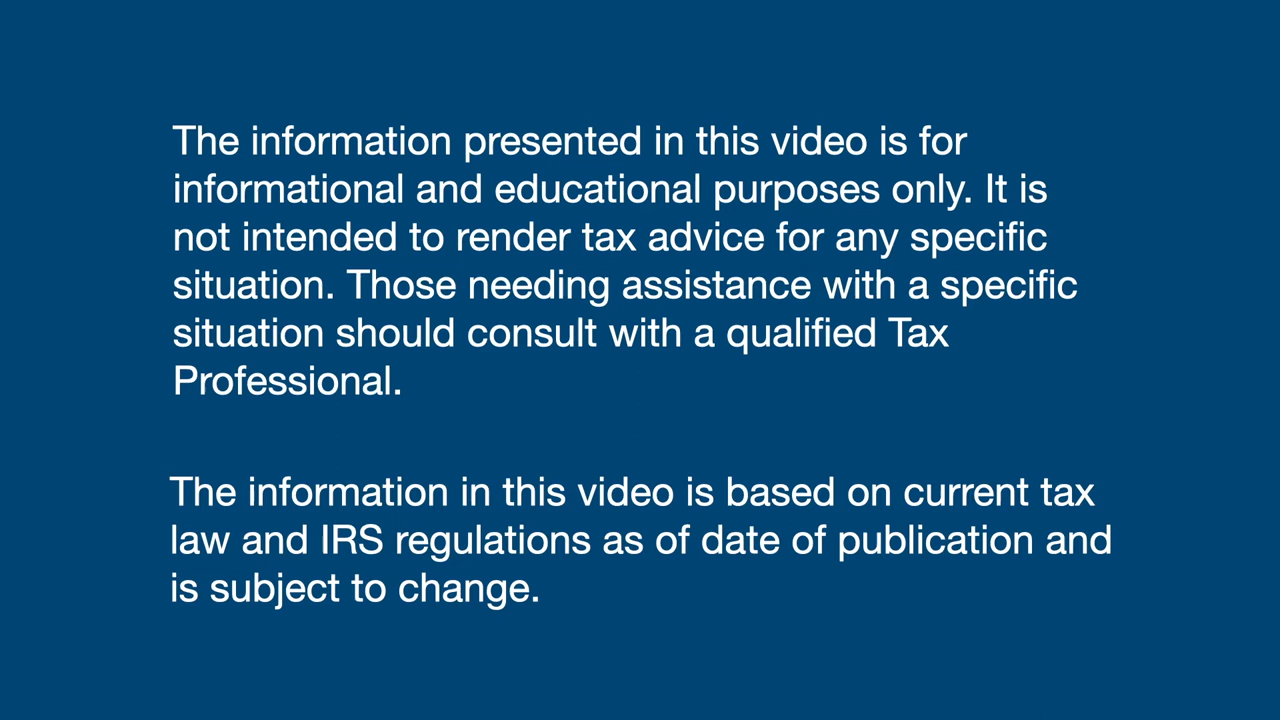 The information presented in this video is for
informational and educational purposes only. It is
not intended to render tax advice for any specific
situation. Those needing assistance with a specific
situation should consult with a qualified Tax
Professional.
The information in this video is based on current tax
law and IRS regulations as of date of publication and
is subject to change.